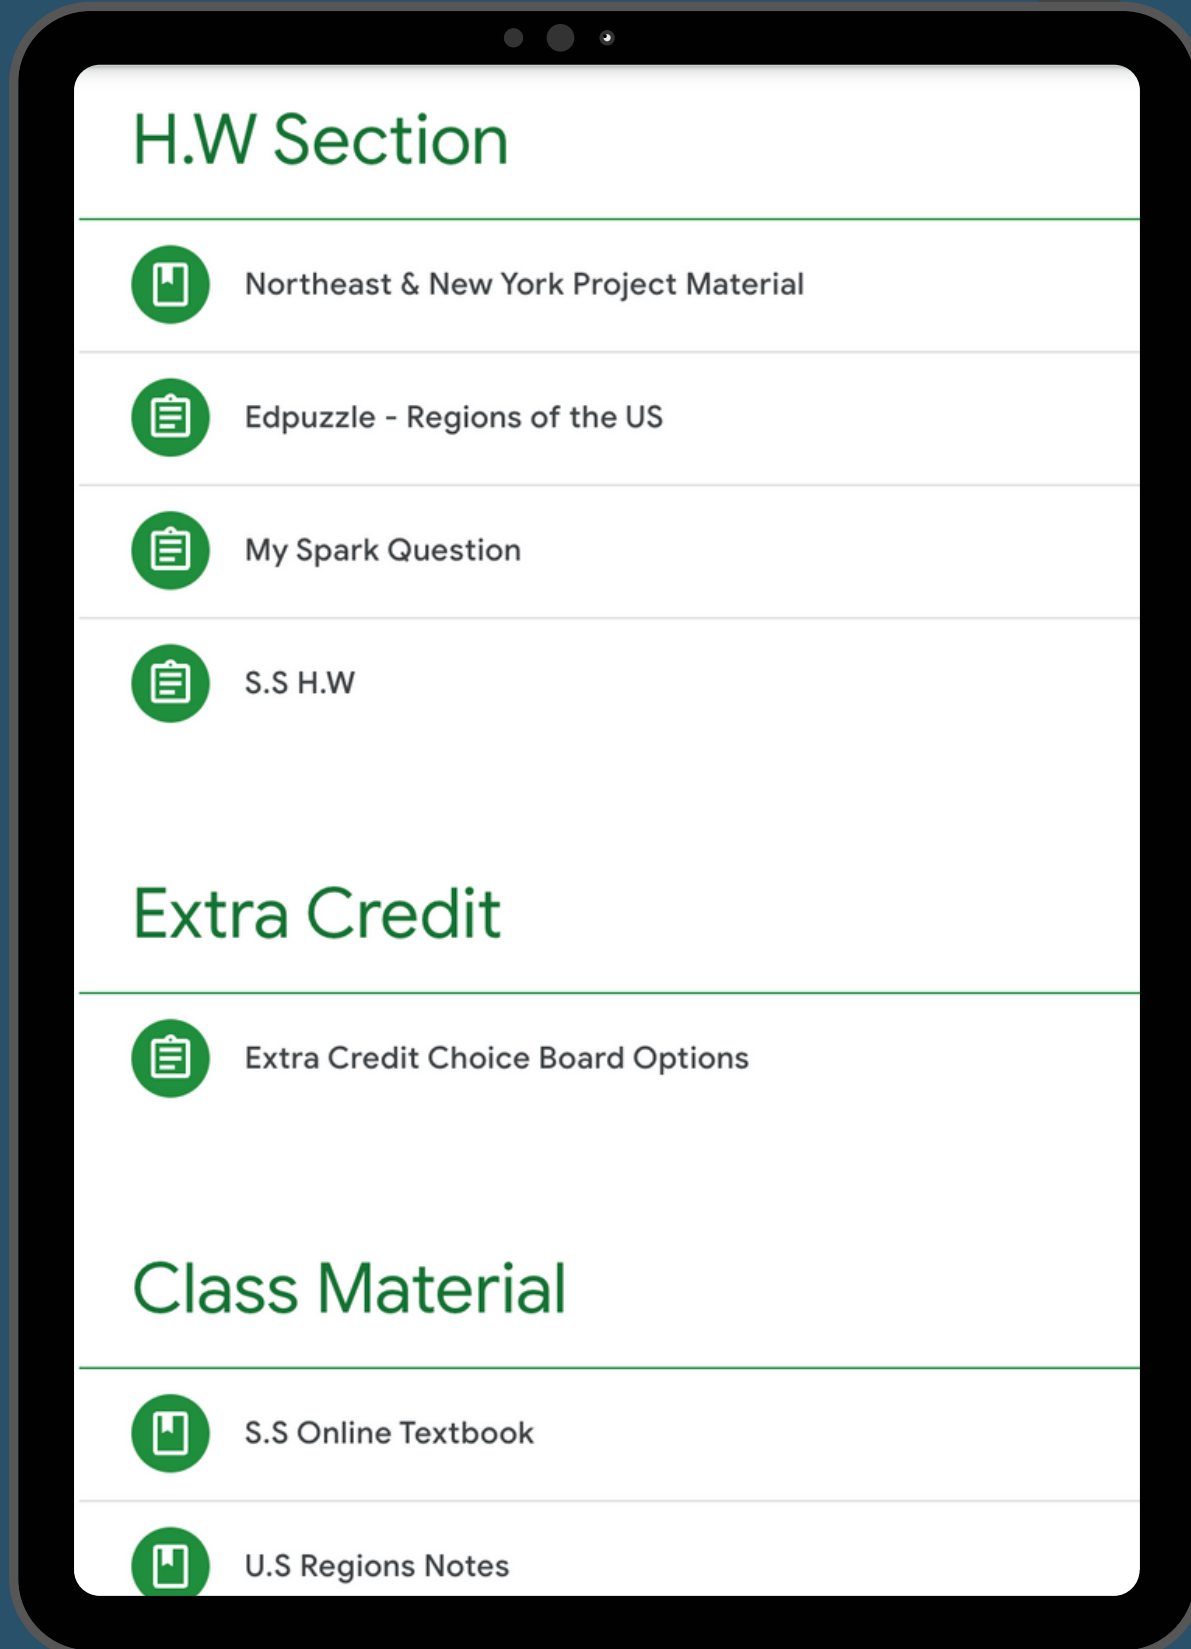 H.W Section
Northeast & New York Project Material
Edpuzzle - Regions of the US
My Spark Question
S.S H.W
Extra Credit
Extra Credit Choice Board Options
Class Material
S.S Online Textbook
U.S Regions Notes